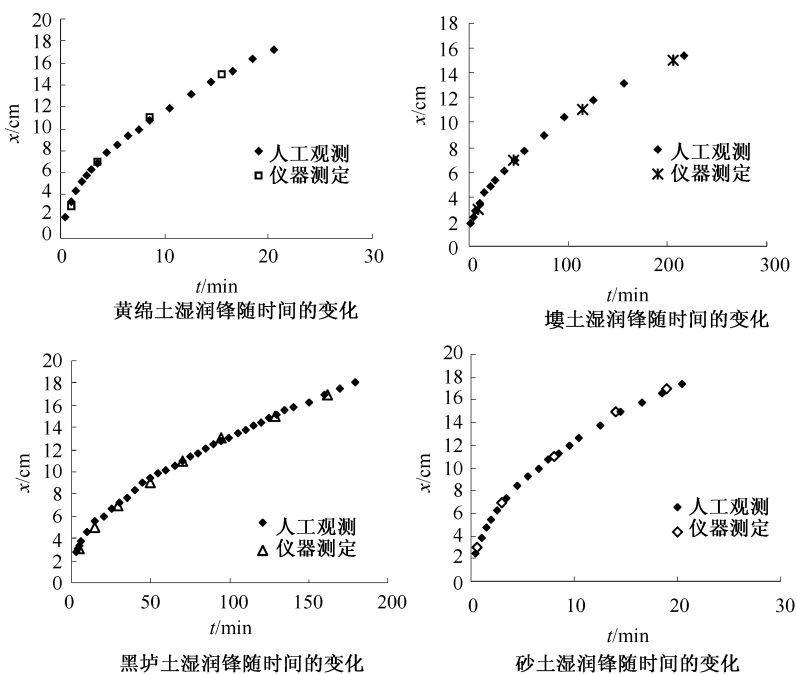 20
18
16
14
12
10
8
6
4
2
0
x/cm
人工观测
仪器测定
0 10 20 30
t/min
黄绵土湿润锋随时间的变化
18
16
14
12
10
8
6
4
2
0
x/cm
人工观测
仪器测定
0 100 200 300
t/min
塿土湿润锋随时间的变化
20
18
16
14
12
10
8
6
4
2
0
x/cm
人工观测
仪器测定
0 50 100 150 200
t/min
黑垆土湿润锋随时间的变化
20
18
16
14
12
10
8
6
4
2
0
x/cm
人工观测
仪器测定
0 10 20 30
t/min
砂土湿润锋随时间的变化